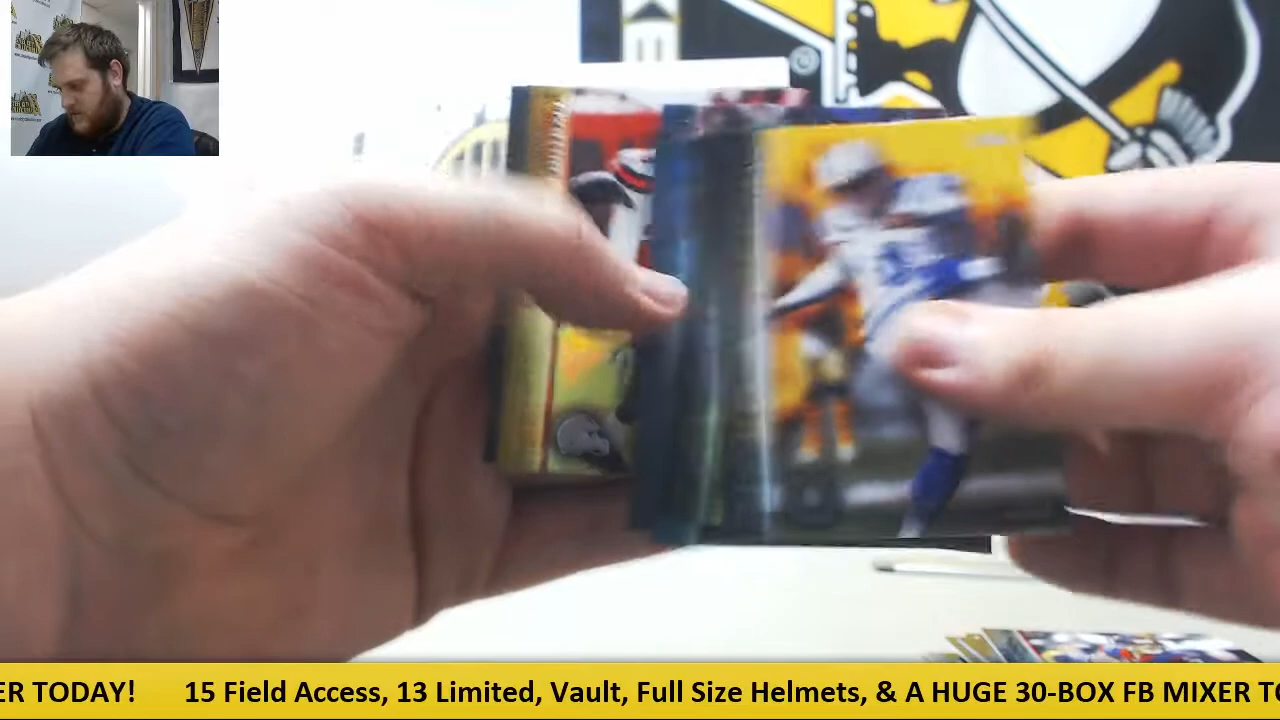 ER TODAY! 15 Field Access, 13 Limited, Vault, Full Size Helmets, & A HUGE 30-BOX FB MIXER TO